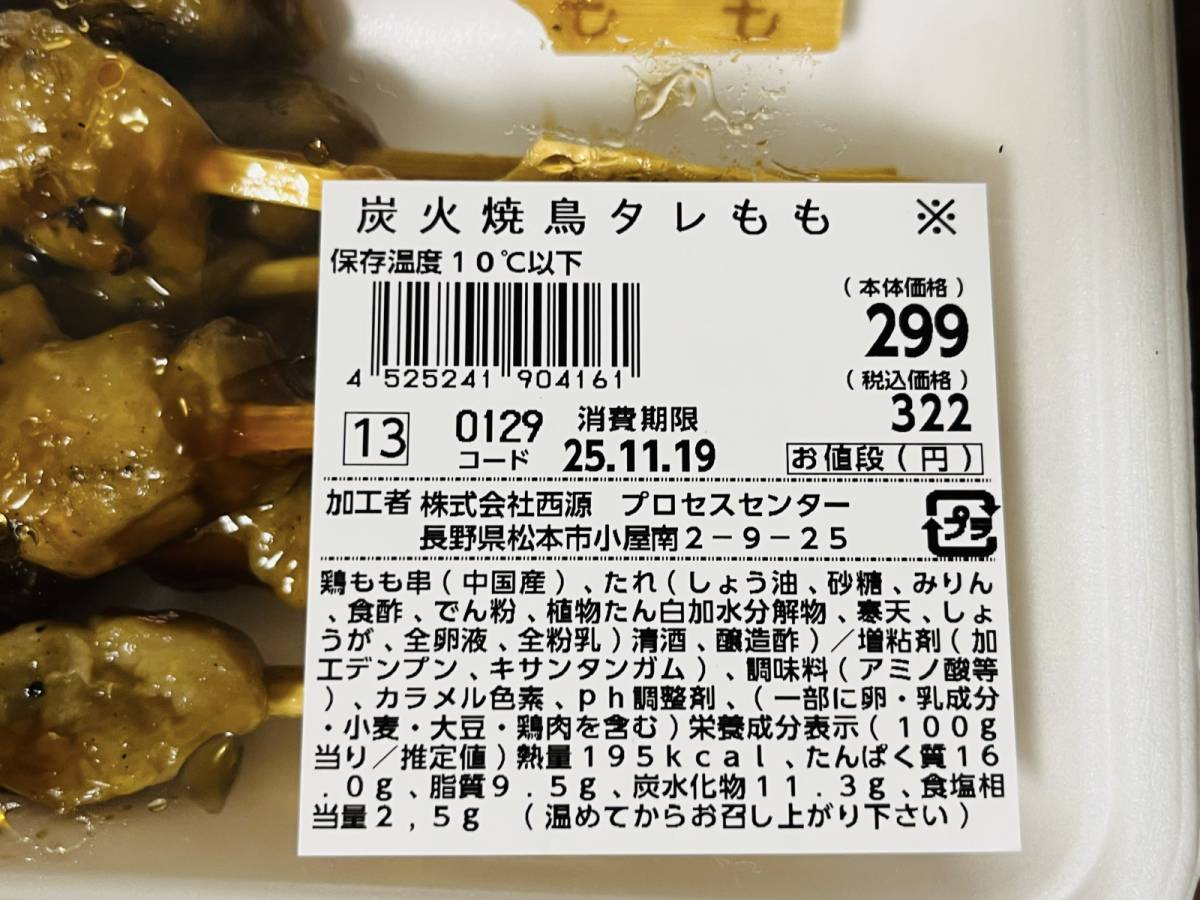 も も
炭火焼鳥タレもも ※
保存温度10℃以下
(本体価格)
299
4 525241 904161
(税込価格)
322
13 0129 消費期限
コード 25.11.19 お値段(円)
加工者 株式会社西源 プロセスセンター
長野県松本市小屋南2-9-25
プラ
鶏もも串(中国産)、たれ(しょう油、砂糖、みりん
、食酢、でん粉、植物たん白加水分解物、寒天、しょ
うが、全卵液、全粉乳)清酒、醸造酢)/増粘剤(加
工デンプン、キサンタンガム)、調味料(アミノ酸等
)、カラメル色素、ph調整剤、(一部に卵・乳成分
・小麦・大豆・鶏肉を含む)栄養成分表示(100g
当り/推定値)熱量195kcal、たんぱく質16
.0g、脂質9.5g、炭水化物11.3g、食塩相
当量2,5g (温めてからお召し上がり下さい)